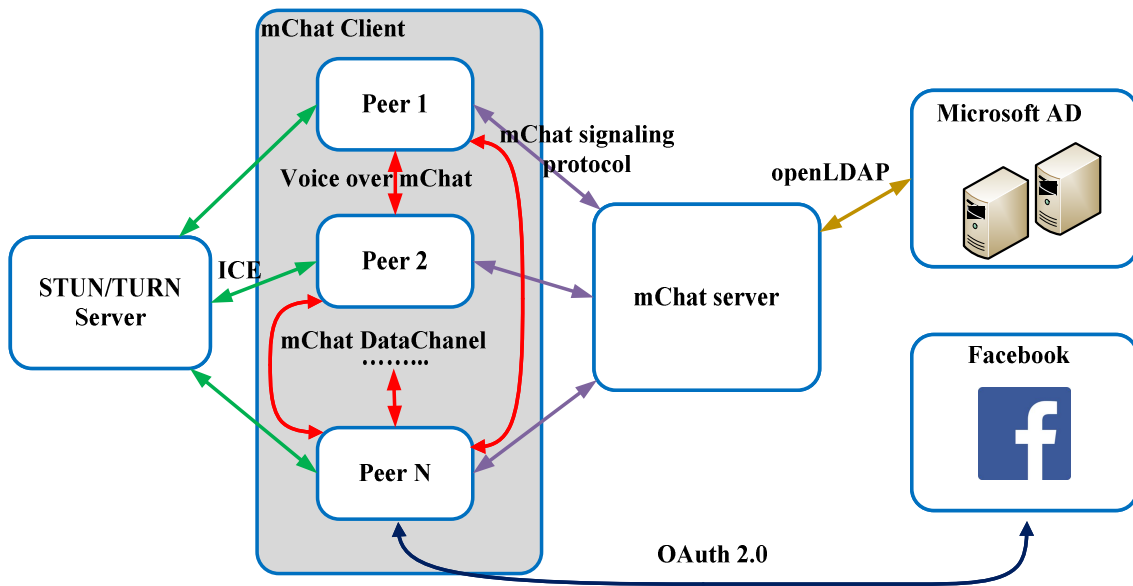 mChat Client
Peer 1
mChat signaling
protocol
Microsoft AD
Voice over mChat
openLDAP
Peer 2
ICE
STUN/TURN
Server
mChat server
mChat DataChanel
………...
Facebook
Peer N
OAuth 2.0